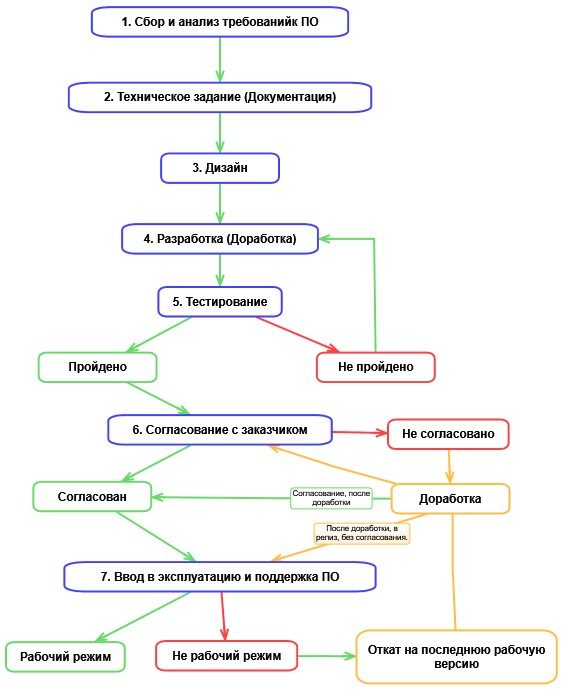 1. Сбор и анализ требованийк ПО
2. Техническое задание (Документация)
3. Дизайн
4. Разработка (Доработка)
5. Тестирование
Пройдено
Не пройдено
6. Согласование с заказчиком
Не согласовано
Согласован
Согласование, после
доработки
Доработка
После доработки, в
релиз, без согласования.
7. Ввод в эксплуатацию и поддержка ПО
Рабочий режим
Не рабочий режим
Откат на последнюю рабочую
версию